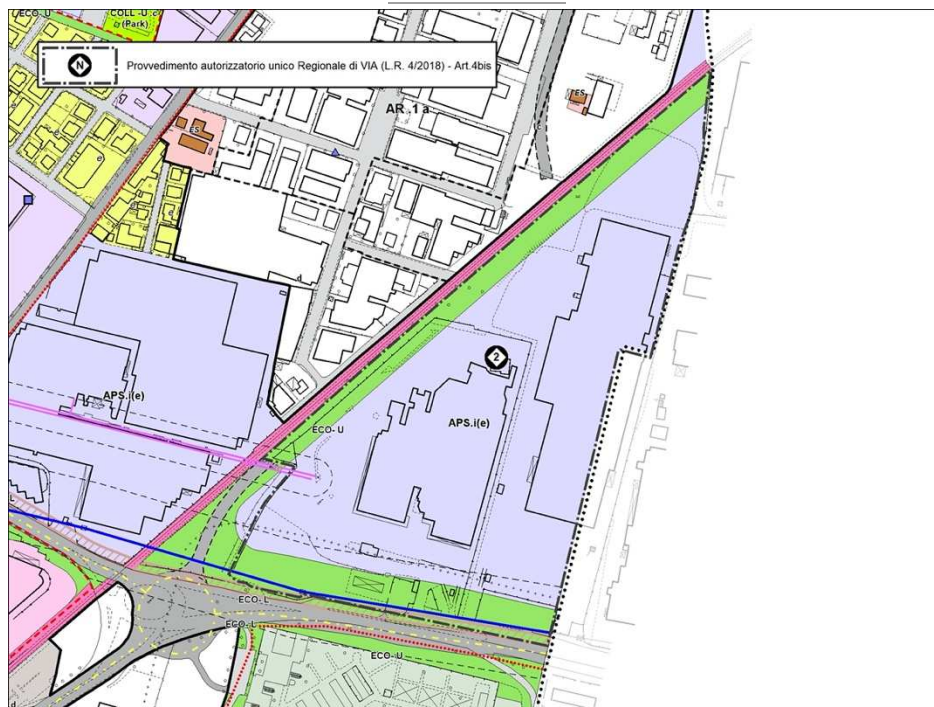 ECO-U
COLL-U.c
(Park)
N
Provvedimento autorizzatorio unico Regionale di VIA (L.R. 4/2018) - Art.4bis
AR .1 a
ES
ES
e
e
d
2
APS.i(e)
APS.i(e)
ECO- U
ECO- L
ECO- L
ECO- U
d